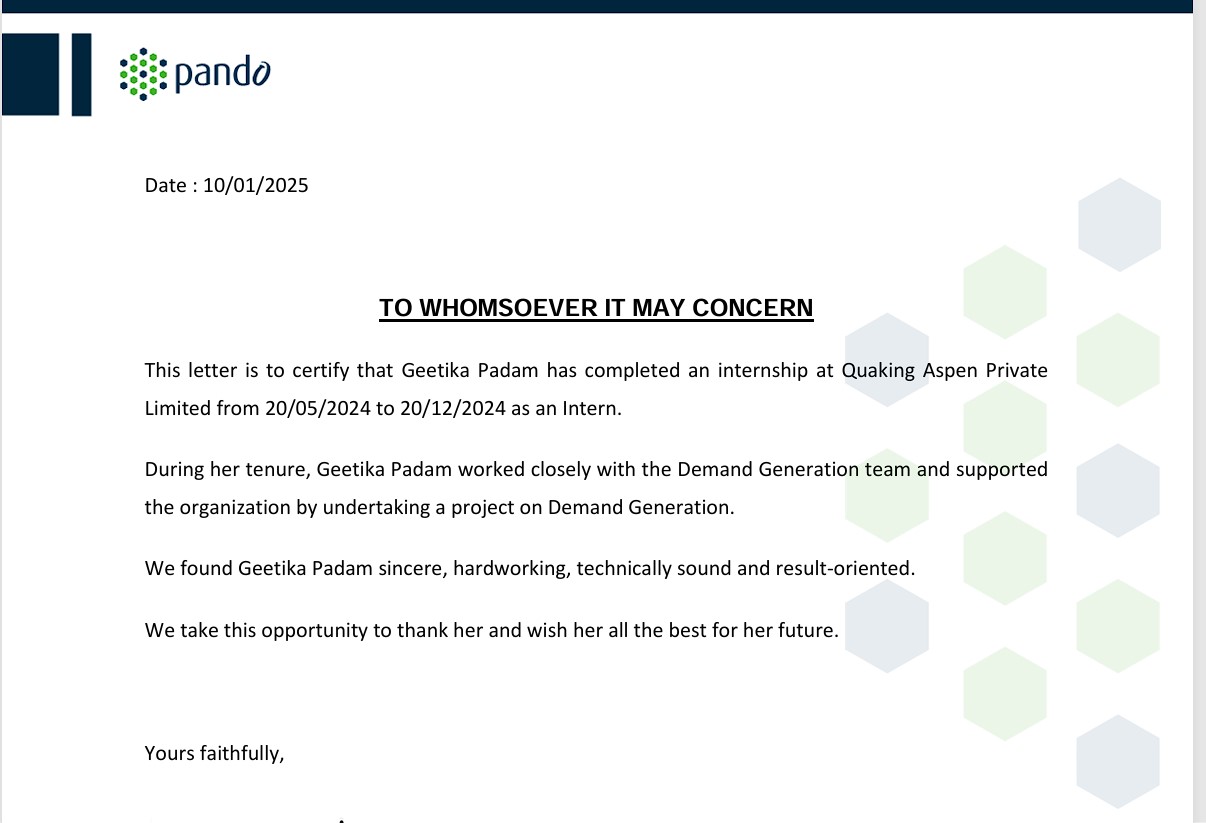 pando
Date : 10/01/2025
TO WHOMSOEVER IT MAY CONCERN
This letter is to certify that Geetika Padam has completed an internship at Quaking Aspen Private
Limited from 20/05/2024 to 20/12/2024 as an Intern.
During her tenure, Geetika Padam worked closely with the Demand Generation team and supported
the organization by undertaking a project on Demand Generation.
We found Geetika Padam sincere, hardworking, technically sound and result-oriented.
We take this opportunity to thank her and wish her all the best for her future.
Yours faithfully,